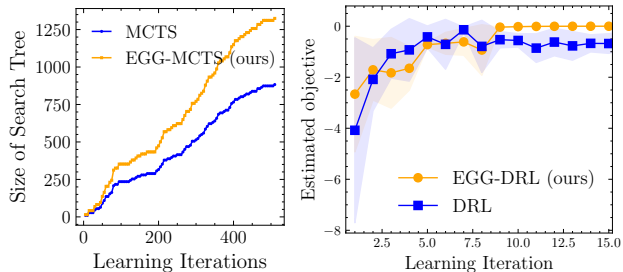 Size of Search Tree
1250
1000
750
500
250
0
0
200
400
Learning Iterations
MCTS
EGG-MCTS (ours)
Estimated objective
0
−2
−4
−6
−8
2.5
5.0
7.5
10.0
12.5
15.0
Learning Iteration
EGG-DRL (ours)
DRL